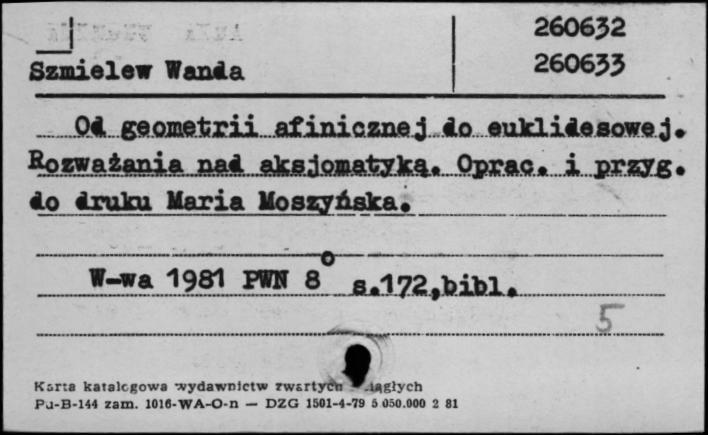 260632
Szmielew Wanda 260633
Od geometrii afinicznej do euklidesowej.
Rozważania nad aksjomatyką. Oprac. i przyg.
do druku Maria Moszyńska.
W-wa 1981 PWN 8° s.172,bibl.
5
Karta katalogowa wydawnictw zwartych
Pu-B-144 zam. 1016-WA-O-n — DZG 1501-4-79 5 050.000 2 81